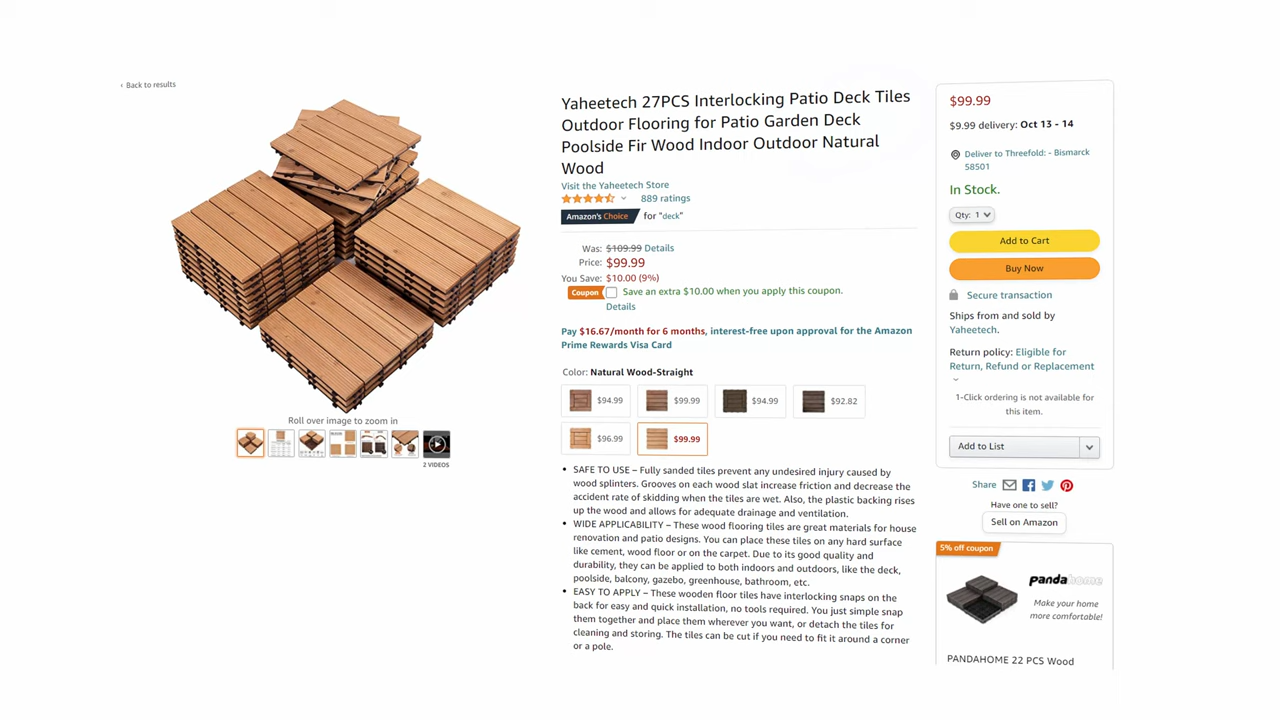 ‹ Back to results
Yaheetech 27PCS Interlocking Patio Deck Tiles
Outdoor Flooring for Patio Garden Deck
Poolside Fir Wood Indoor Outdoor Natural
Wood
Visit the Yaheetech Store
889 ratings
Amazon's Choice for "deck"
Was: $109.99 Details
Price: $99.99
You Save: $10.00 (9%)
Coupon Save an extra $10.00 when you apply this coupon.
Details
Pay $16.67/month for 6 months, interest-free upon approval for the Amazon
Prime Rewards Visa Card
Color: Natural Wood-Straight
$94.99 $99.99 $94.99 $92.82
$96.99 $99.99
• SAFE TO USE – Fully sanded tiles prevent any undesired injury caused by
wood splinters. Grooves on each wood slat increase friction and decrease the
accident rate of skidding when the tiles are wet. Also, the plastic backing rises
up the wood and allows for adequate drainage and ventilation.
• WIDE APPLICABILITY – These wood flooring tiles are great materials for house
renovation and patio designs. You can place these tiles on any hard surface
like cement, wood floor or on the carpet. Due to its good quality and
durability, they can be applied to both indoors and outdoors, like the deck,
poolside, balcony, gazebo, greenhouse, bathroom, etc.
• EASY TO APPLY – These wooden floor tiles have interlocking snaps on the
back for easy and quick installation, no tools required. You just simple snap
them together and place them wherever you want, or detach the tiles for
cleaning and storing. The tiles can be cut if you need to fit it around a corner
or a pole.
Roll over image to zoom in
2 VIDEOS
$99.99
$9.99 delivery: Oct 13 - 14
Deliver to Threefold: - Bismarck
58501
In Stock.
Qty: 1
Add to Cart
Buy Now
Secure transaction
Ships from and sold by
Yaheetech.
Return policy: Eligible for
Return, Refund or Replacement
1-Click ordering is not available for
this item.
Add to List
Share
Have one to sell?
Sell on Amazon
5% off coupon
Pandahome
Make your home
more comfortable!
PANDAHOME 22 PCS Wood